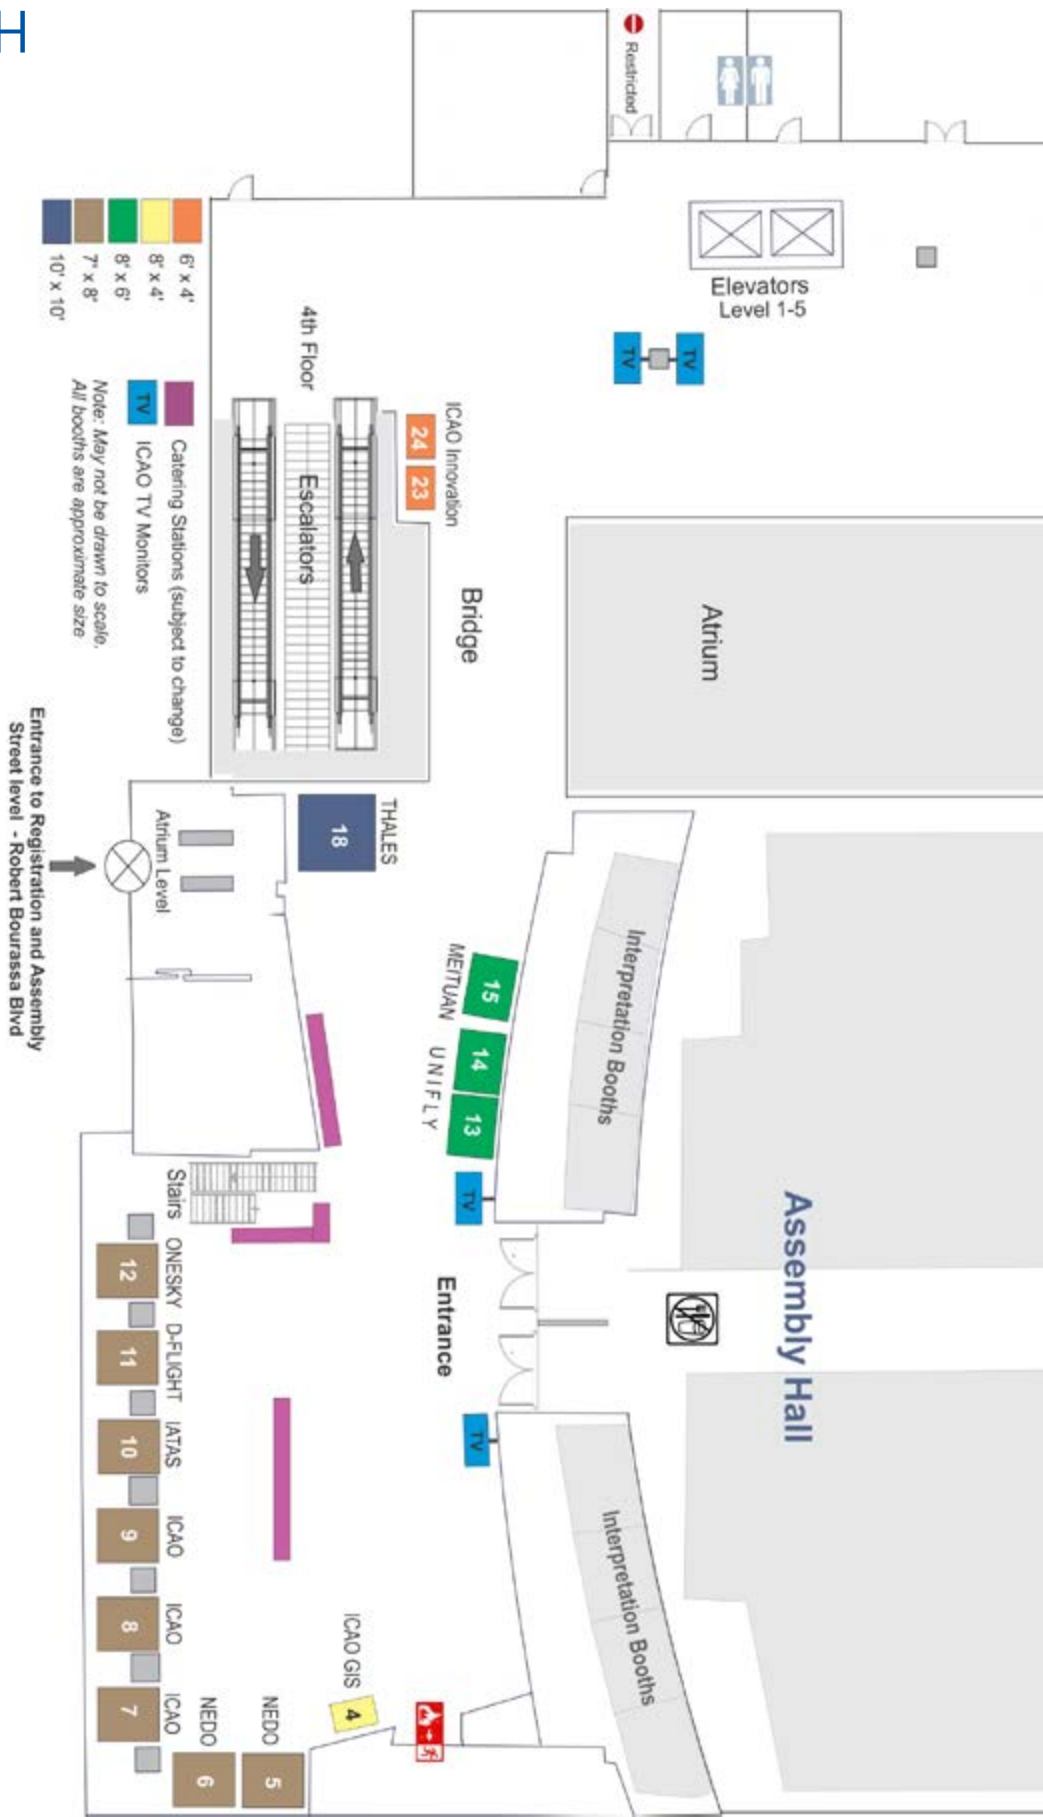 H
Restricted
Elevators
Level 1-5
TV
TV
6' x 4'
8' x 4'
8' x 6'
7' x 8'
10' x 10'
Catering Stations (subject to change)
TV
ICAO TV Monitors
Note: May not be drawn to scale.
All booths are approximate size
4th Floor
Escalators
ICAO Innovation
24
23
Bridge
Atrium
Entrance to Registration and Assembly
Street level - Robert Bourassa Blvd
Atrium Level
THALES
18
MEITUAN
15
UNIFLY
14
13
TV
Interpretation Booths
Assembly Hall
Entrance
TV
Interpretation Booths
Stairs
ONESKY
12
D-FLIGHT
11
IATAS
10
ICAO
9
ICAO
8
ICAO
7
NEDO
6
NEDO
5
ICAO GIS
4